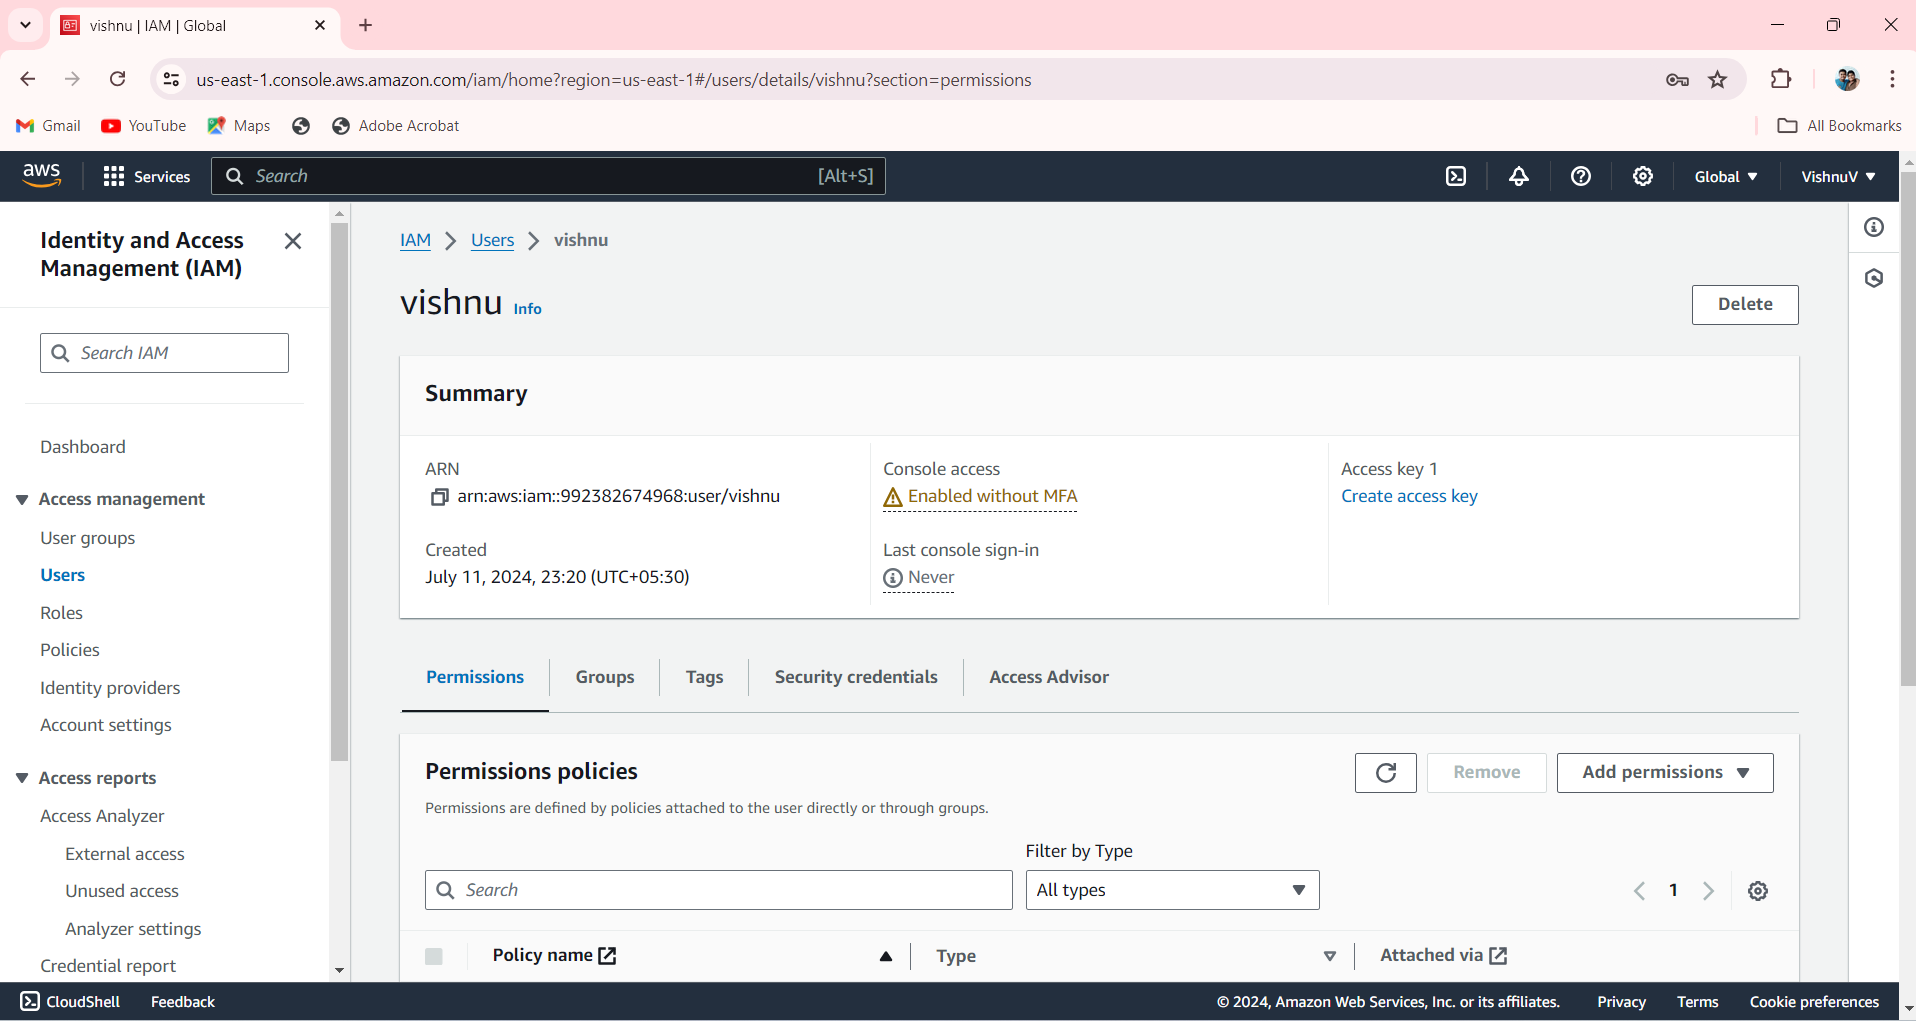 vishnu | IAM | Global
us-east-1.console.aws.amazon.com/iam/home?region=us-east-1#/users/details/vishnu?section=permissions
Gmail YouTube Maps Adobe Acrobat All Bookmarks
aws Services Search [Alt+S] Global VishnuV
Identity and Access
Management (IAM)
Search IAM
Dashboard
Access management
User groups
Users
Roles
Policies
Identity providers
Account settings
Access reports
Access Analyzer
External access
Unused access
Analyzer settings
Credential report
IAM Users vishnu
vishnu Info
Delete
Summary
ARN
arn:aws:iam::992382674968:user/vishnu
Created
July 11, 2024, 23:20 (UTC+05:30)
Console access
Enabled without MFA
Last console sign-in
Never
Access key 1
Create access key
Permissions Groups Tags Security credentials Access Advisor
Permissions policies
Remove Add permissions
Permissions are defined by policies attached to the user directly or through groups.
Filter by Type
Search All types 1
Policy name Type Attached via
CloudShell Feedback © 2024, Amazon Web Services, Inc. or its affiliates. Privacy Terms Cookie preferences